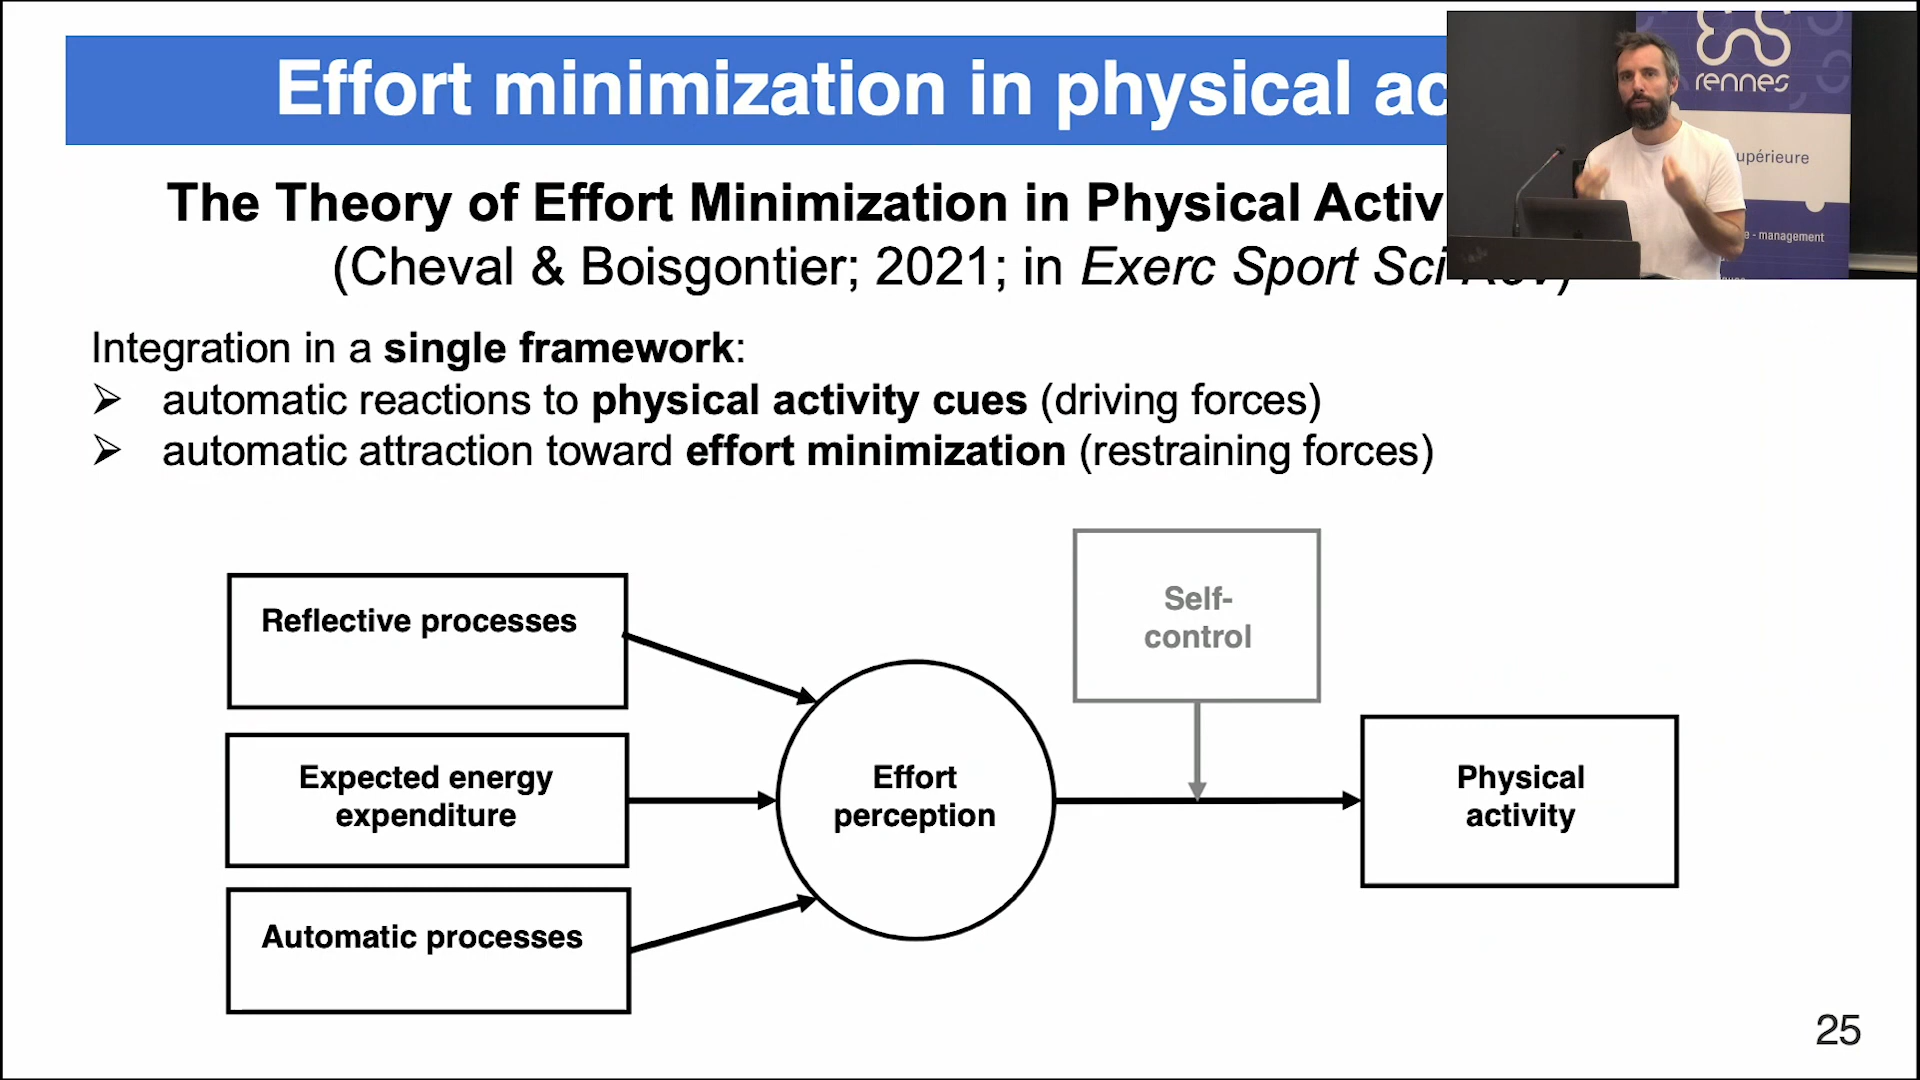 Effort minimization in physical ac
The Theory of Effort Minimization in Physical Activ
(Cheval & Boisgontier; 2021; in Exerc Sport Sci
Integration in a single framework:
➢ automatic reactions to physical activity cues (driving forces)
➢ automatic attraction toward effort minimization (restraining forces)
Reflective processes
Expected energy
expenditure
Automatic processes
Effort
perception
Self-
control
Physical
activity
25
ens
rennes
upérieure
e - management